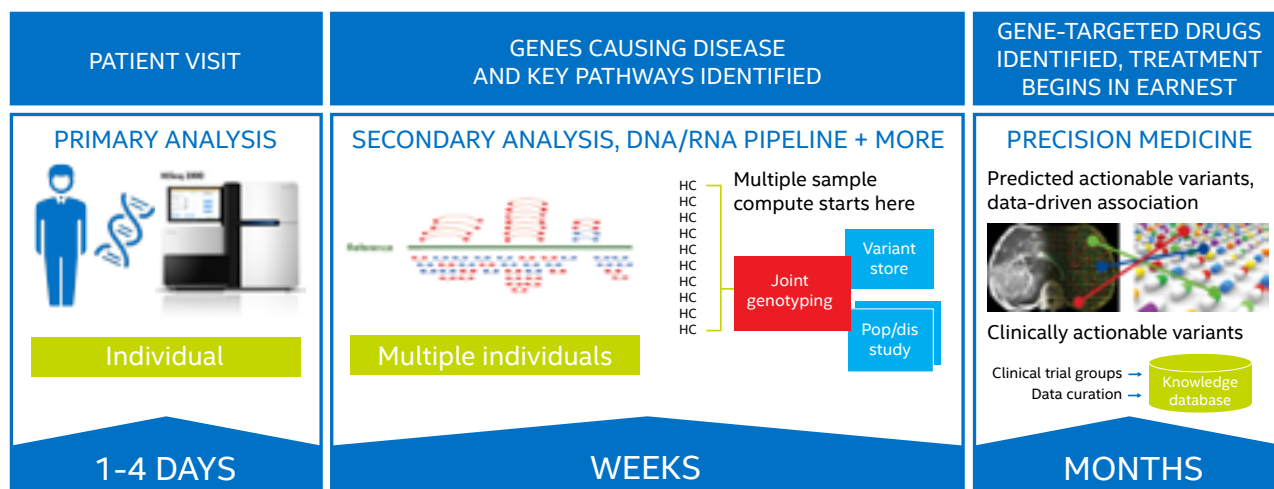 PATIENT VISIT
GENES CAUSING DISEASE
AND KEY PATHWAYS IDENTIFIED
GENE-TARGETED DRUGS
IDENTIFIED, TREATMENT
BEGINS IN EARNEST
PRIMARY ANALYSIS
Individual
1-4 DAYS
SECONDARY ANALYSIS, DNA/RNA PIPELINE + MORE
Reference
Multiple individuals
HC
HC
HC
HC
HC
HC
HC
HC
HC
HC
Multiple sample
compute starts here
Joint
genotyping
Variant
store
Pop/dis
study
WEEKS
PRECISION MEDICINE
Predicted actionable variants,
data-driven association
Clinically actionable variants
Clinical trial groups
Data curation
Knowledge
database
MONTHS